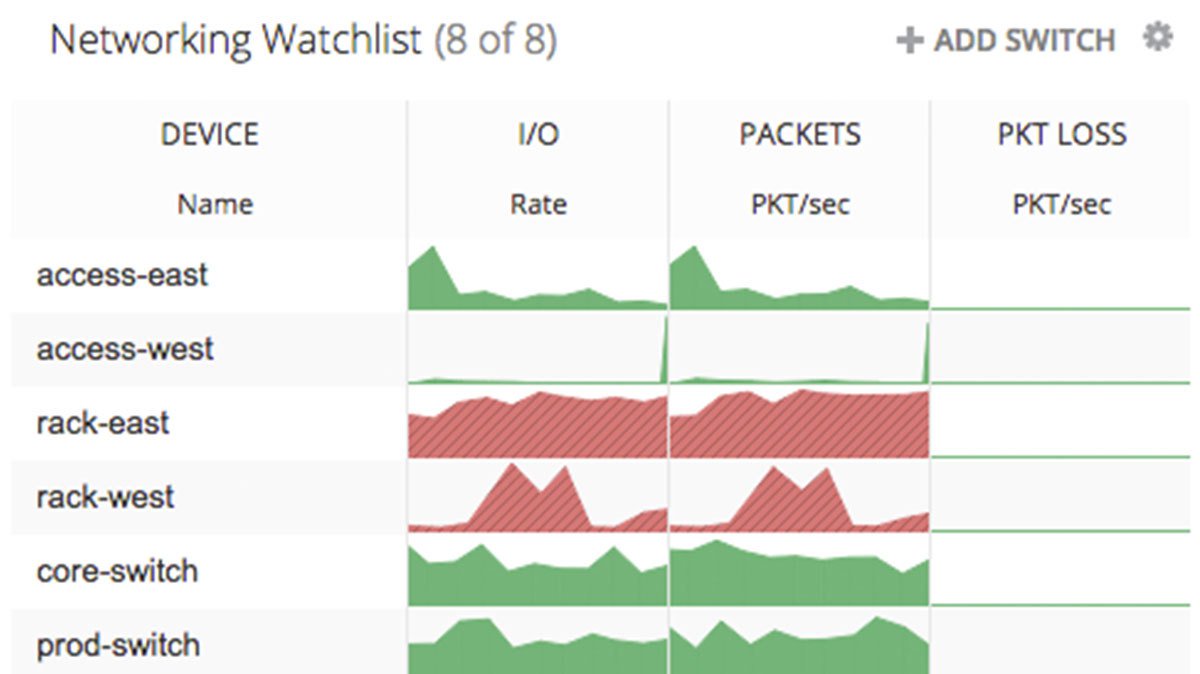 Networking Watchlist (8 of 8)
+ ADD SWITCH
DEVICE I/O PACKETS PKT LOSS
Name Rate PKT/sec PKT/sec
access-east
access-west
rack-east
rack-west
core-switch
prod-switch